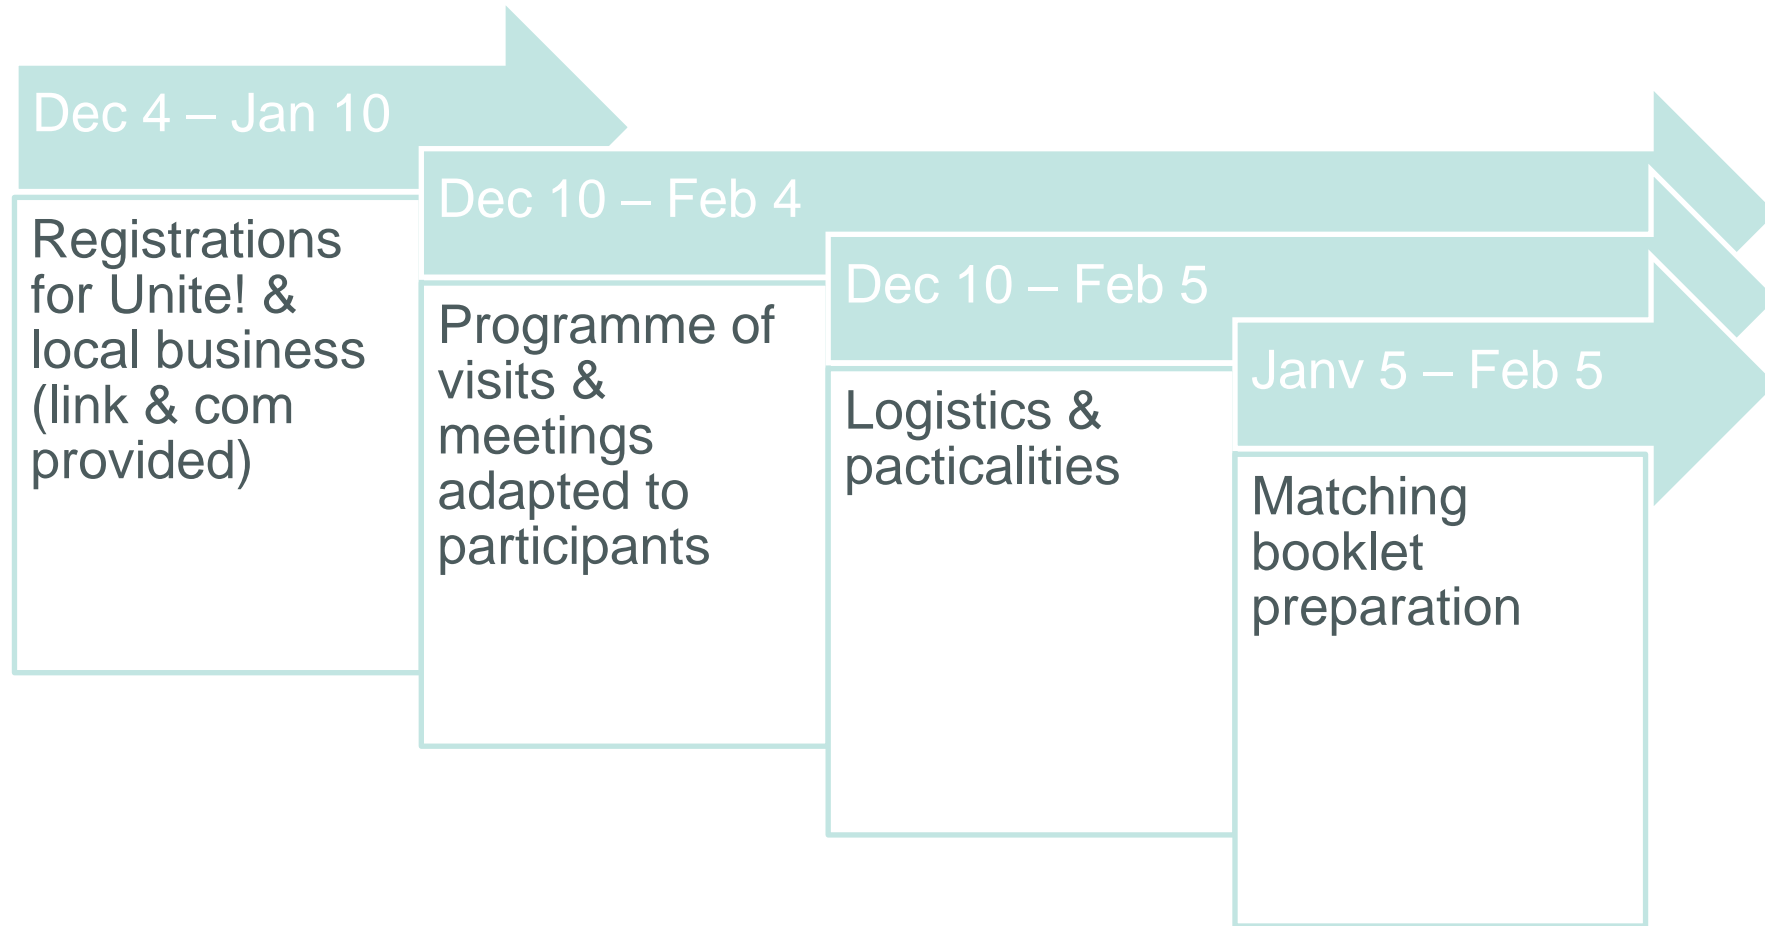 Dec 4 – Jan 10
Registrations
for Unite! &
local business
(link & com
provided)
Dec 10 – Feb 4
Programme of
visits &
meetings
adapted to
participants
Dec 10 – Feb 5
Logistics &
pacticalities
Janv 5 – Feb 5
Matching
booklet
preparation